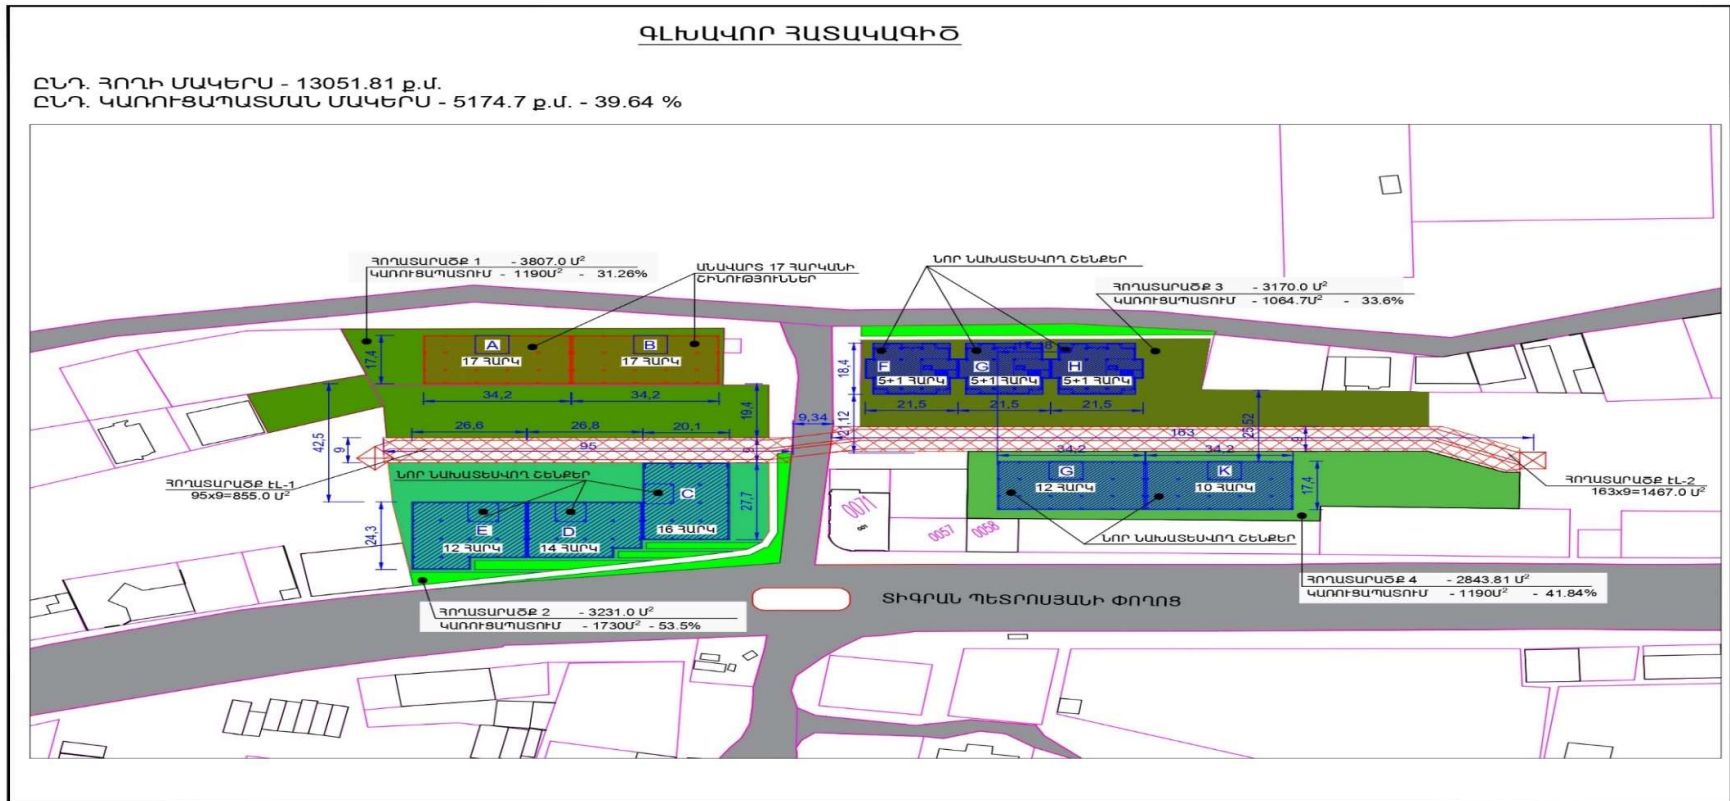 ԳԼԽԱՎՈՐ ՀԱՏԱԿԱԳԻԾ
ԸՆԴ. ՀՈՂԻ ՄԱԿԵՐՍ - 13051.81 ք.մ.
ԸՆԴ. ԿԱՌՈՒՑԱՊԱՏՄԱՆ ՄԱԿԵՐՍ - 5174.7 ք.մ. - 39.64 %
ՀՈՂԱՏԱՐԱԾՔ 1 - 3807.0 Մ²
ԿԱՌՈՒՑԱՊԱՏՈՒՄ - 1190Մ² - 31.26%
ԱՆԱՎԱՐՏ 17 ՀԱՐԿԱՆԻ
ՇԻՆՈՒԹՅՈՒՆՆԵՐ
ՆՈՐ ՆԱԽԱՏԵՍՎՈՂ ՇԵՆՔԵՐ
ՀՈՂԱՏԱՐԱԾՔ 3 - 3170.0 Մ²
ԿԱՌՈՒՑԱՊԱՏՈՒՄ - 1064.7Մ² - 33.6%
A
17 ՀԱՐԿ
B
17 ՀԱՐԿ
17,4
34,2
34,2
F
5+1 ՀԱՐԿ
G
5+1 ՀԱՐԿ
H
5+1 ՀԱՐԿ
18,4
21,5
21,5
21,5
19,4
9,34
21,12
25,52
42,5
26,6
26,8
20,1
9
95
9
163
9
34,2
34,2
ՀՈՂԱՏԱՐԱԾՔ ԷԼ-1
95x9=855.0 Մ²
ՆՈՐ ՆԱԽԱՏԵՍՎՈՂ ՇԵՆՔԵՐ
C
16 ՀԱՐԿ
D
14 ՀԱՐԿ
E
12 ՀԱՐԿ
24,3
27,7
G
12 ՀԱՐԿ
K
10 ՀԱՐԿ
17,4
ՀՈՂԱՏԱՐԱԾՔ ԷԼ-2
163x9=1467.0 Մ²
0071
001
0057
0058
ՆՈՐ ՆԱԽԱՏԵՍՎՈՂ ՇԵՆՔԵՐ
ՀՈՂԱՏԱՐԱԾՔ 4 - 2843.81 Մ²
ԿԱՌՈՒՑԱՊԱՏՈՒՄ - 1190Մ² - 41.84%
ՀՈՂԱՏԱՐԱԾՔ 2 - 3231.0 Մ²
ԿԱՌՈՒՑԱՊԱՏՈՒՄ - 1730Մ² - 53.5%
ՏԻԳՐԱՆ ՊԵՏՐՈՍՅԱՆԻ ՓՈՂՈՑ